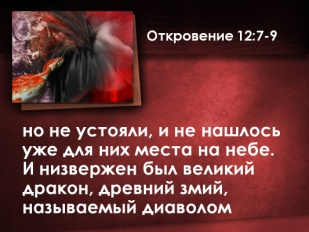 Откровение 12:7-9
но не устояли, и не нашлось
уже для них места на небе.
И низвержен был великий
дракон, древний змий,
называемый диаволом